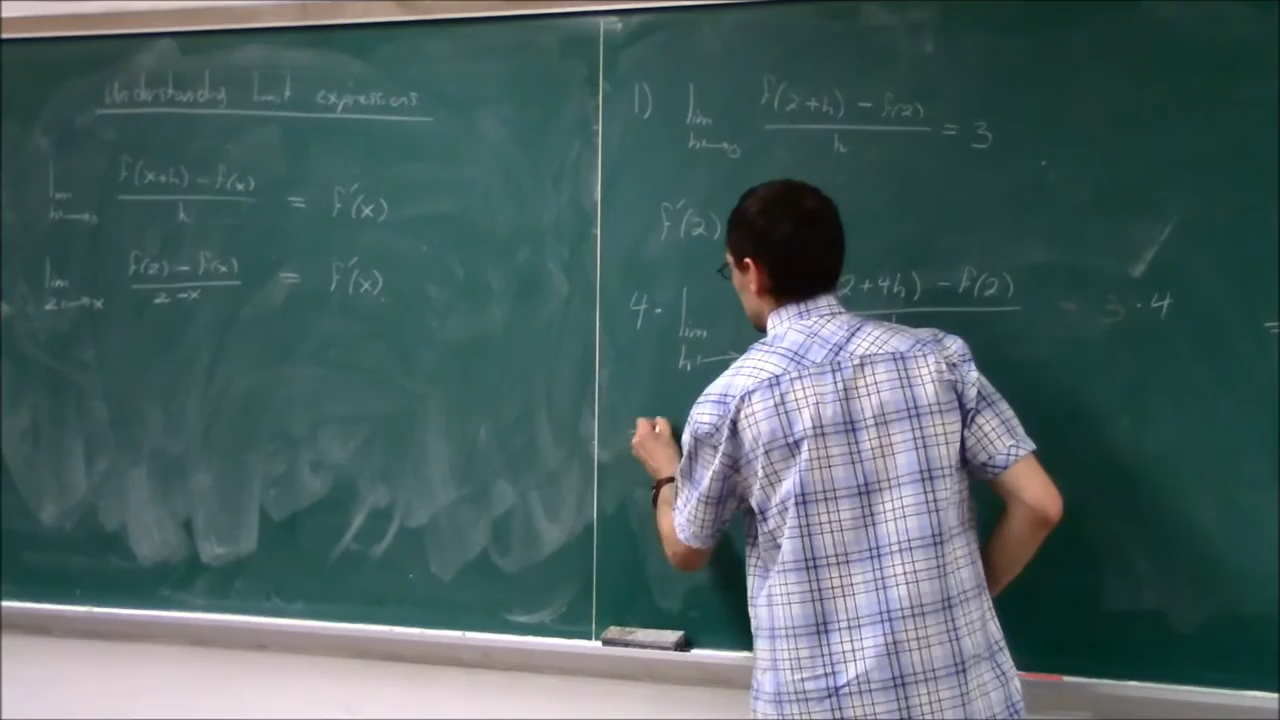 Understanding limit expressions
lim h→0 f(x+h) - f(x) / h = f'(x)
lim z→x f(z) - f(x) / z-x = f'(x)
1) lim h→0 f(2+h) - f(2) / h = 3
f'(2)
4 · lim h→ 2+4h) - f(2) = 3 · 4
=